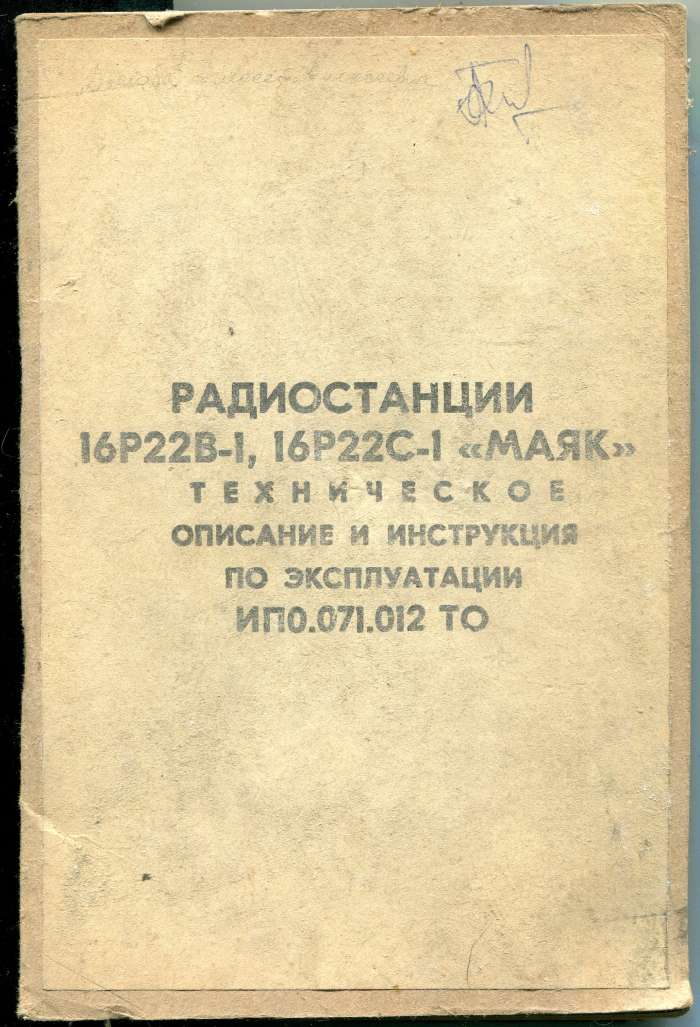 РАДИОСТАНЦИИ
16Р22В-1, 16Р22С-1 «МАЯК»
ТЕХНИЧЕСКОЕ
ОПИСАНИЕ И ИНСТРУКЦИЯ
ПО ЭКСПЛУАТАЦИИ
ИП0.071.012 ТО